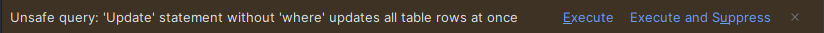 Unsafe query: 'Update' statement without 'where' updates all table rows at once Execute Execute and Suppress